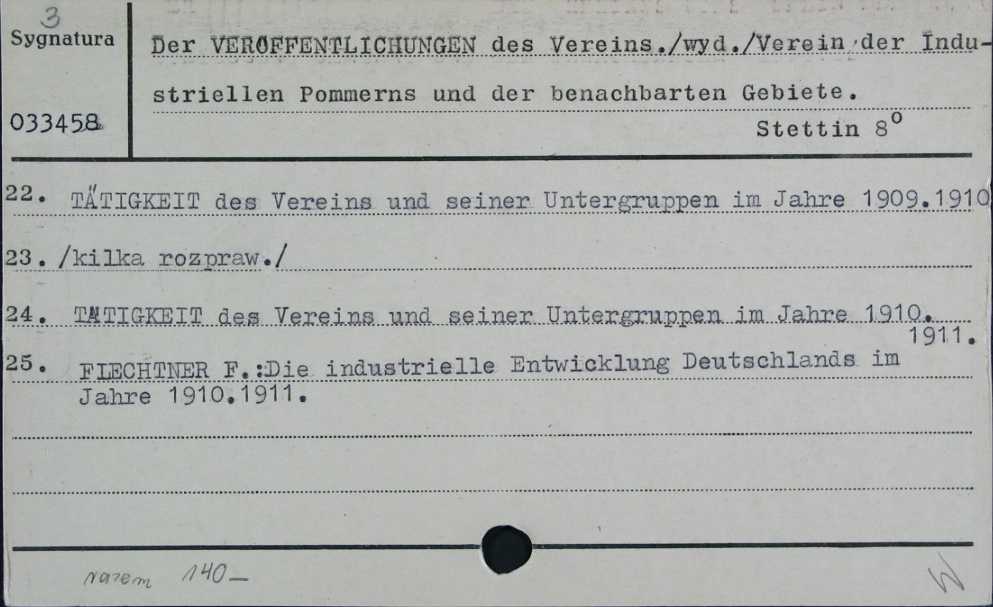 3
Sygnatura
033458
Der VERÖFFENTLICHUNGEN des Vereins./wyd./Verein der Indu-
striellen Pommerns und der benachbarten Gebiete.
Stettin 8°
22. TÄTIGKEIT des Vereins und seiner Untergruppen im Jahre 1909.1910
23. /kilka rozpraw./
24. TATIGKEIT des Vereins und seiner Untergruppen im Jahre 1910.
1911.
25. FLECHTNER F.:Die industrielle Entwicklung Deutschlands im
Jahre 1910.1911.
razem 140—
W